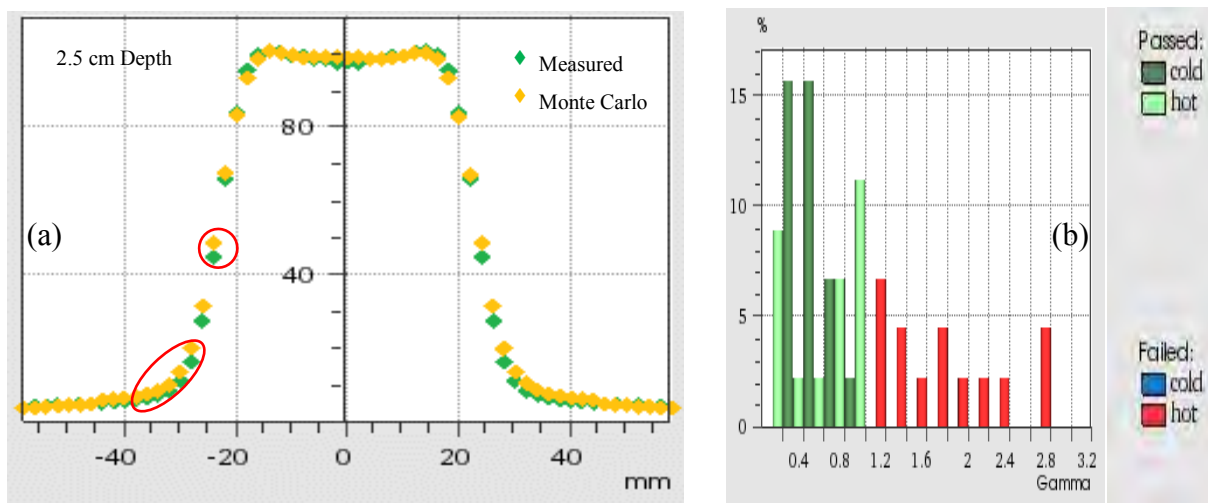 2.5 cm Depth
Measured
Monte Carlo
80
40
(a)
-40 -20 0 20
mm
%
15
10
5
0
(b)
0.4 0.8 1.2 1.6 2 2.4 2.8 3.2
Gamma
Passed:
cold
hot
Failed:
cold
hot